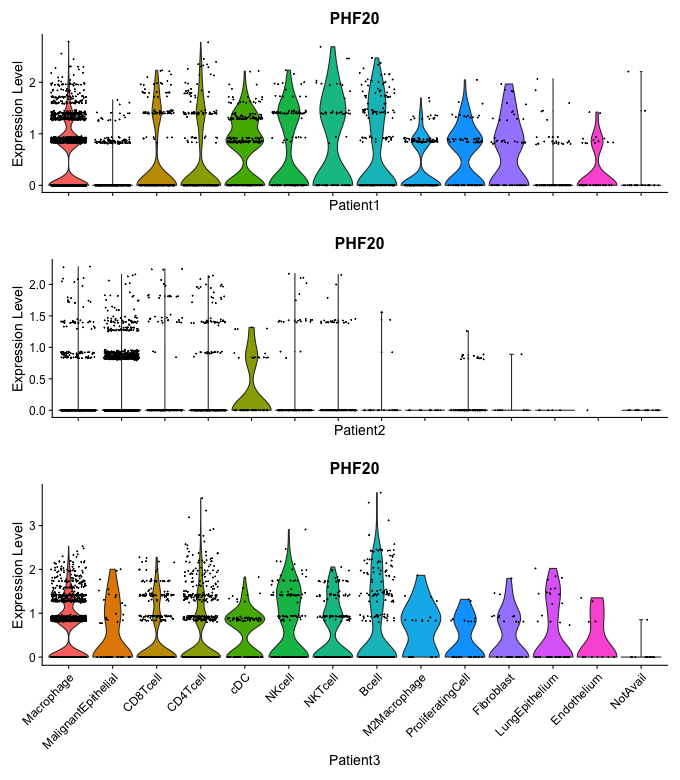 PHF20
Expression Level
2
1
0
Patient1
PHF20
Expression Level
2.0
1.5
1.0
0.5
0.0
Patient2
PHF20
Expression Level
3
2
1
0
Macrophage
MalignantEpithelial
CD8Tcell
CD4Tcell
cDC
NKcell
NKTcell
Bcell
M2Macrophage
ProliferatingCell
Fibroblast
LungEpithelium
Endothelium
NotAvail
Patient3